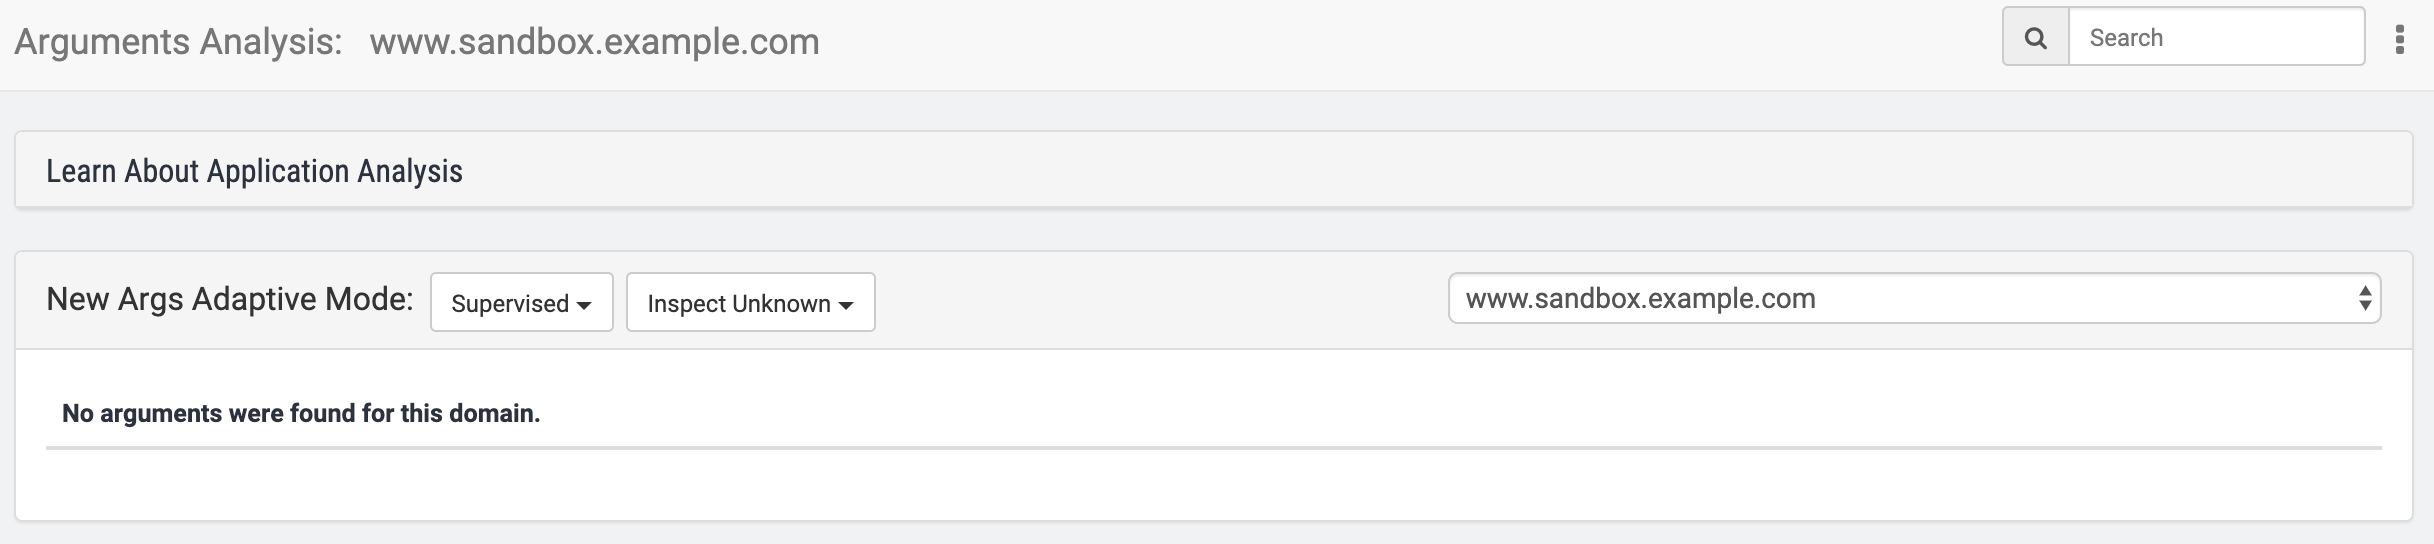 Arguments Analysis: www.sandbox.example.com
Search
Learn About Application Analysis
New Args Adaptive Mode: Supervised Inspect Unknown www.sandbox.example.com
No arguments were found for this domain.